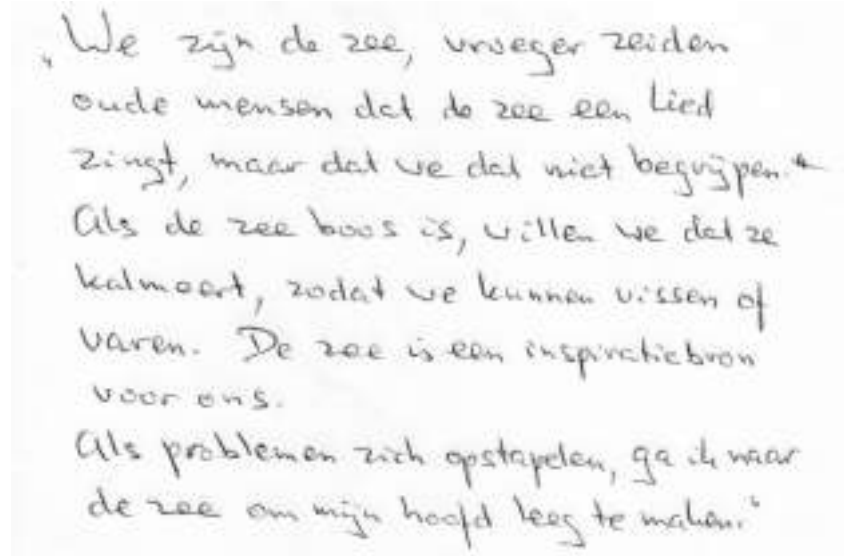 „We zijn de zee, vroeger zeiden
oude mensen dat de zee een Lied
zingt, maar dat we dat niet begrijpen."
Als de zee boos is, willen we dat ze
kalmeert, zodat we kunnen vissen of
varen. De zee is een inspiratiebron
voor ons.
Als problemen zich opstapelen, ga ik naar
de zee om mijn hoofd leeg te maken."